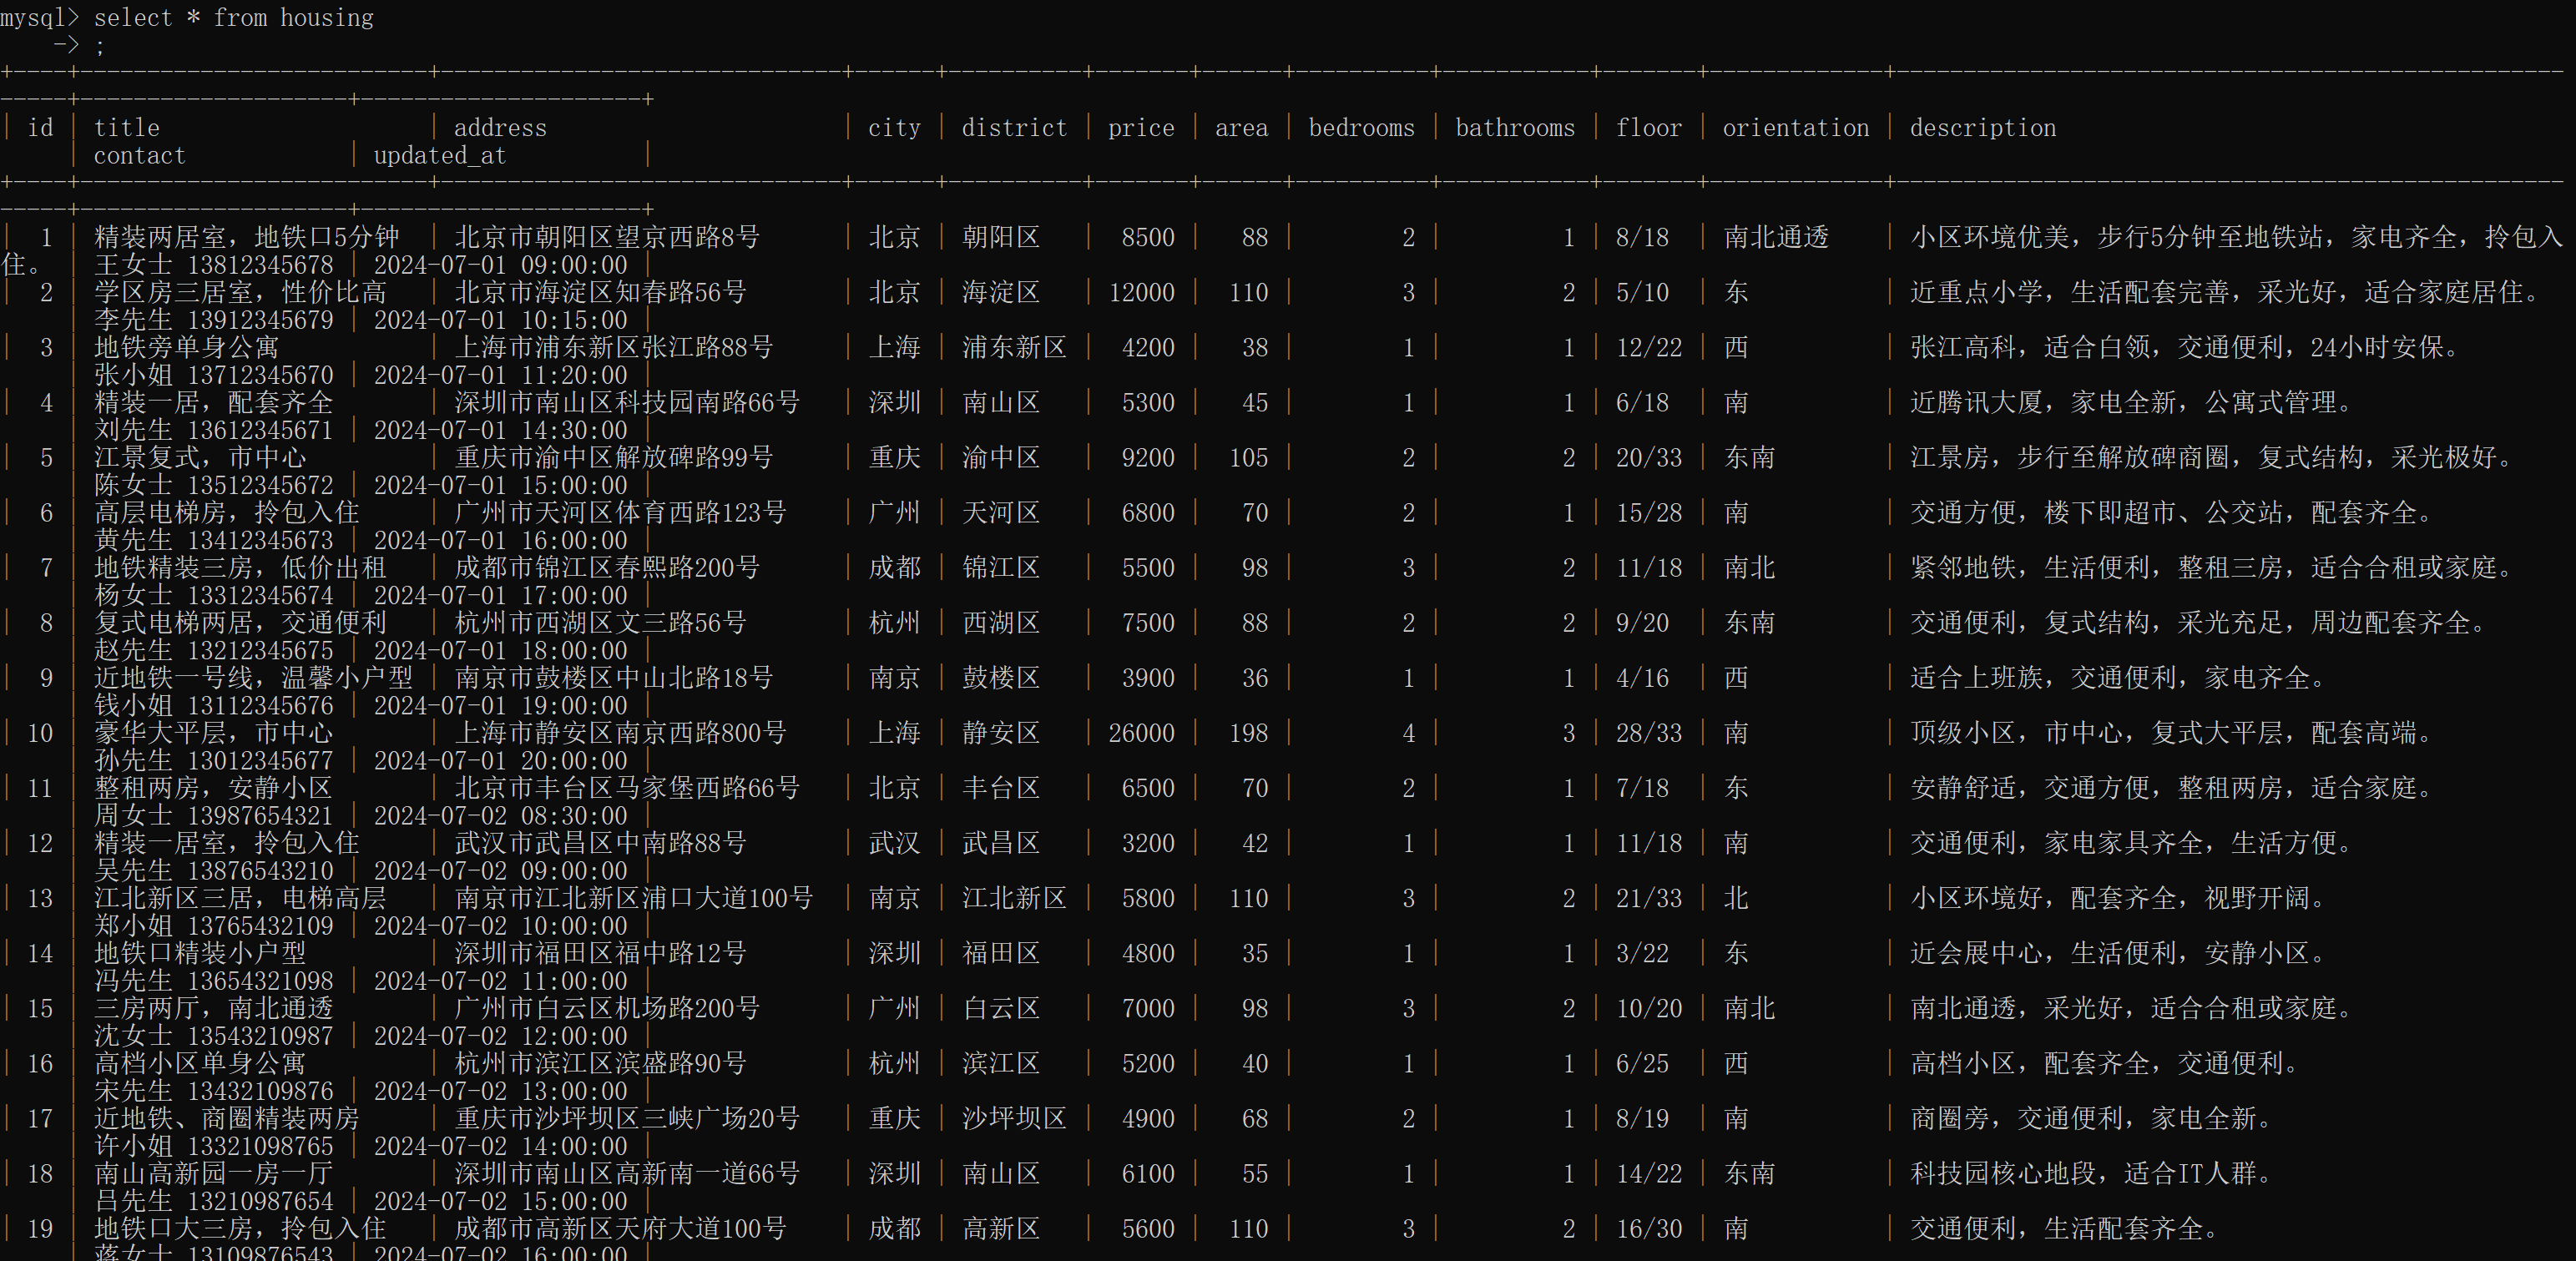 mysql> select * from housing
    -> ;
+----+--------------------------+------------------------------+------+----------+-------+------+----------+-----------+-------+-------------+--------------------------------------------------
-----+--------------------+---------------------+
| id | title | address | city | district | price | area | bedrooms | bathrooms | floor | orientation | description
| contact | updated_at |
+----+--------------------------+------------------------------+------+----------+-------+------+----------+-----------+-------+-------------+--------------------------------------------------
-----+--------------------+---------------------+
| 1 | 精装两居室，地铁口5分钟 | 北京市朝阳区望京西路8号 | 北京 | 朝阳区 | 8500 | 88 | 2 | 1 | 8/18 | 南北通透 | 小区环境优美，步行5分钟至地铁站，家电齐全，拎包入
住。 | 王女士 13812345678 | 2024-07-01 09:00:00 |
| 2 | 学区房三居室，性价比高 | 北京市海淀区知春路56号 | 北京 | 海淀区 | 12000 | 110 | 3 | 2 | 5/10 | 东 | 近重点小学，生活配套完善，采光好，适合家庭居住。
| 李先生 13912345679 | 2024-07-01 10:15:00 |
| 3 | 地铁旁单身公寓 | 上海市浦东新区张江路88号 | 上海 | 浦东新区 | 4200 | 38 | 1 | 1 | 12/22 | 西 | 张江高科，适合白领，交通便利，24小时安保。
| 张小姐 13712345670 | 2024-07-01 11:20:00 |
| 4 | 精装一居，配套齐全 | 深圳市南山区科技园南路66号 | 深圳 | 南山区 | 5300 | 45 | 1 | 1 | 6/18 | 南 | 近腾讯大厦，家电全新，公寓式管理。
| 刘先生 13612345671 | 2024-07-01 14:30:00 |
| 5 | 江景复式，市中心 | 重庆市渝中区解放碑路99号 | 重庆 | 渝中区 | 9200 | 105 | 2 | 2 | 20/33 | 东南 | 江景房，步行至解放碑商圈，复式结构，采光极好。
| 陈女士 13512345672 | 2024-07-01 15:00:00 |
| 6 | 高层电梯房，拎包入住 | 广州市天河区体育西路123号 | 广州 | 天河区 | 6800 | 70 | 2 | 1 | 15/28 | 南 | 交通方便，楼下即超市、公交站，配套齐全。
| 黄先生 13412345673 | 2024-07-01 16:00:00 |
| 7 | 地铁精装三房，低价出租 | 成都市锦江区春熙路200号 | 成都 | 锦江区 | 5500 | 98 | 3 | 2 | 11/18 | 南北 | 紧邻地铁，生活便利，整租三房，适合合租或家庭。
| 杨女士 13312345674 | 2024-07-01 17:00:00 |
| 8 | 复式电梯两居，交通便利 | 杭州市西湖区文三路56号 | 杭州 | 西湖区 | 7500 | 88 | 2 | 2 | 9/20 | 东南 | 交通便利，复式结构，采光充足，周边配套齐全。
| 赵先生 13212345675 | 2024-07-01 18:00:00 |
| 9 | 近地铁一号线，温馨小户型 | 南京市鼓楼区中山北路18号 | 南京 | 鼓楼区 | 3900 | 36 | 1 | 1 | 4/16 | 西 | 适合上班族，交通便利，家电齐全。
| 钱小姐 13112345676 | 2024-07-01 19:00:00 |
| 10 | 豪华大平层，市中心 | 上海市静安区南京西路800号 | 上海 | 静安区 | 26000 | 198 | 4 | 3 | 28/33 | 南 | 顶级小区，市中心，复式大平层，配套高端。
| 孙先生 13012345677 | 2024-07-01 20:00:00 |
| 11 | 整租两房，安静小区 | 北京市丰台区马家堡西路66号 | 北京 | 丰台区 | 6500 | 70 | 2 | 1 | 7/18 | 东 | 安静舒适，交通方便，整租两房，适合家庭。
| 周女士 13987654321 | 2024-07-02 08:30:00 |
| 12 | 精装一居室，拎包入住 | 武汉市武昌区中南路88号 | 武汉 | 武昌区 | 3200 | 42 | 1 | 1 | 11/18 | 南 | 交通便利，家电家具齐全，生活方便。
| 吴先生 13876543210 | 2024-07-02 09:00:00 |
| 13 | 江北新区三居，电梯高层 | 南京市江北新区浦口大道100号 | 南京 | 江北新区 | 5800 | 110 | 3 | 2 | 21/33 | 北 | 小区环境好，配套齐全，视野开阔。
| 郑小姐 13765432109 | 2024-07-02 10:00:00 |
| 14 | 地铁口精装小户型 | 深圳市福田区福中路12号 | 深圳 | 福田区 | 4800 | 35 | 1 | 1 | 3/22 | 东 | 近会展中心，生活便利，安静小区。
| 冯先生 13654321098 | 2024-07-02 11:00:00 |
| 15 | 三房两厅，南北通透 | 广州市白云区机场路200号 | 广州 | 白云区 | 7000 | 98 | 3 | 2 | 10/20 | 南北 | 南北通透，采光好，适合合租或家庭。
| 沈女士 13543210987 | 2024-07-02 12:00:00 |
| 16 | 高档小区单身公寓 | 杭州市滨江区滨盛路90号 | 杭州 | 滨江区 | 5200 | 40 | 1 | 1 | 6/25 | 西 | 高档小区，配套齐全，交通便利。
| 宋先生 13432109876 | 2024-07-02 13:00:00 |
| 17 | 近地铁、商圈精装两房 | 重庆市沙坪坝区三峡广场20号 | 重庆 | 沙坪坝区 | 4900 | 68 | 2 | 1 | 8/19 | 南 | 商圈旁，交通便利，家电全新。
| 许小姐 13321098765 | 2024-07-02 14:00:00 |
| 18 | 南山高新园一房一厅 | 深圳市南山区高新南一道66号 | 深圳 | 南山区 | 6100 | 55 | 1 | 1 | 14/22 | 东南 | 科技园核心地段，适合IT人群。
| 吕先生 13210987654 | 2024-07-02 15:00:00 |
| 19 | 地铁口大三房，拎包入住 | 成都市高新区天府大道100号 | 成都 | 高新区 | 5600 | 110 | 3 | 2 | 16/30 | 南 | 交通便利，生活配套齐全。
| 蒋女士 13109876543 | 2024-07-02 16:00:00 |